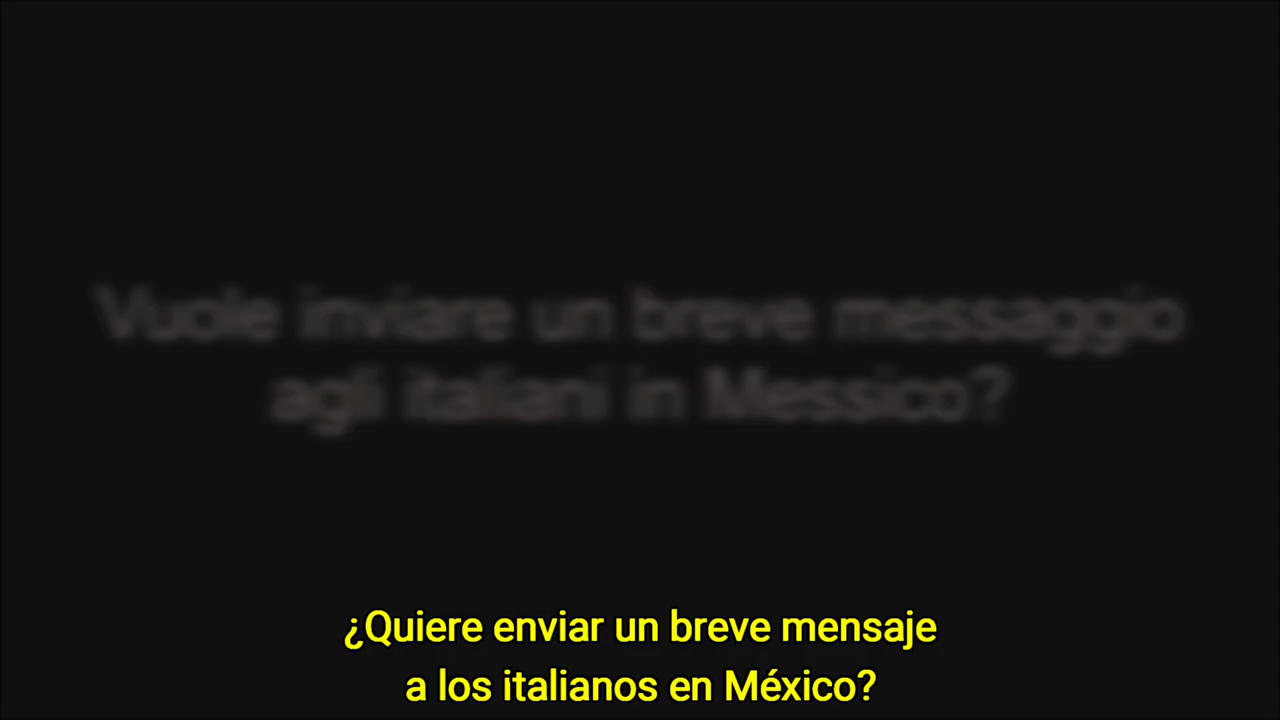 Vuole inviare un breve messaggio
agli italiani in Messico?
¿Quiere enviar un breve mensaje
a los italianos en México?